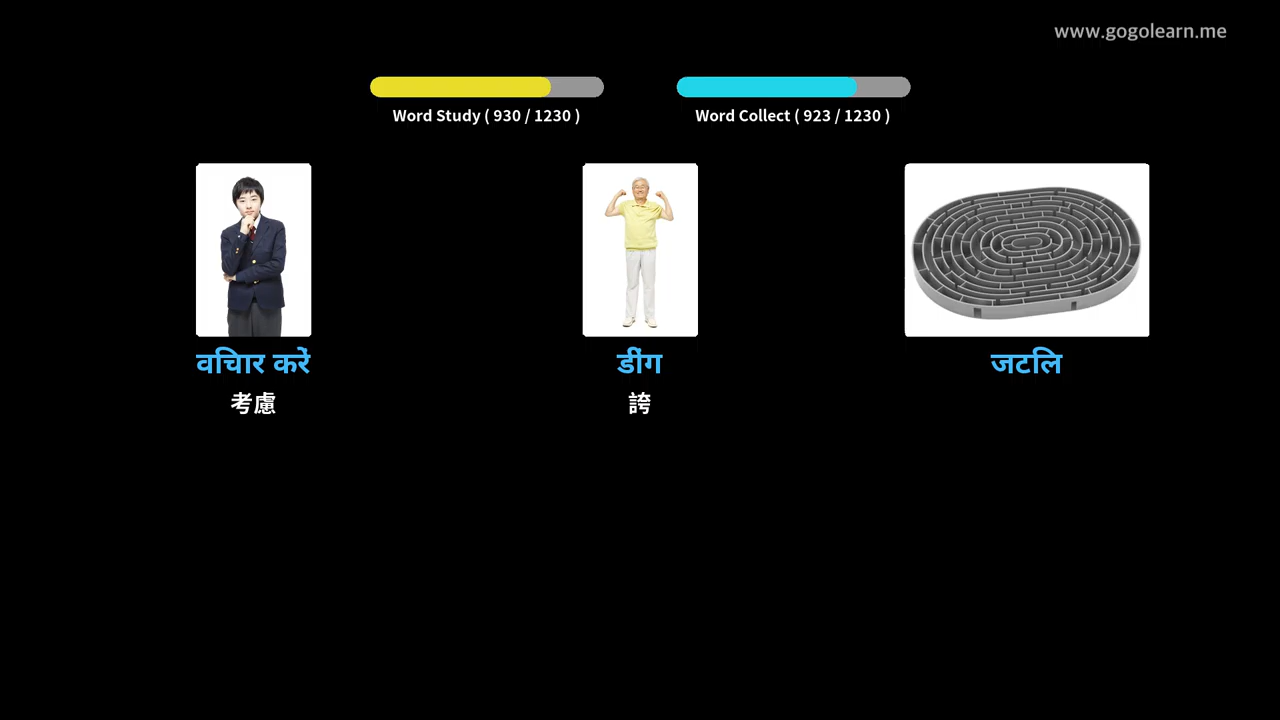 www.gogolearn.me
Word Study ( 930 / 1230 )
Word Collect ( 923 / 1230 )
वचिार करें
डींग
जटलि
考慮
誇